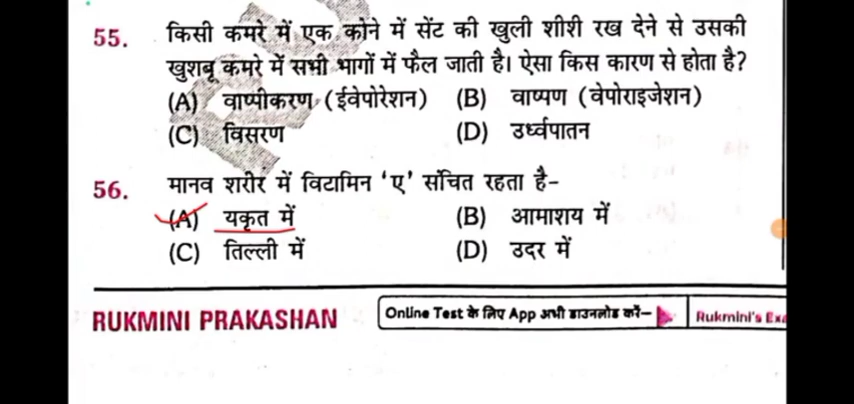 55. किसी कमरे में एक कोने में सेंट की खुली शीशी रख देने से उसकी
खुशबू कमरे में सभी भागों में फैल जाती है। ऐसा किस कारण से होता है?
(A) वाष्पीकरण (ईवेपोरेशन) (B) वाष्पण (वेपोराइजेशन)
(C) विसरण (D) उर्ध्वपातन
56. मानव शरीर में विटामिन ‘ए’ संचित रहता है-
(A) यकृत में (B) आमाशय में
(C) तिल्ली में (D) उदर में
RUKMINI PRAKASHAN Online Test के लिए App अभी डाउनलोड करें– Rukmini's